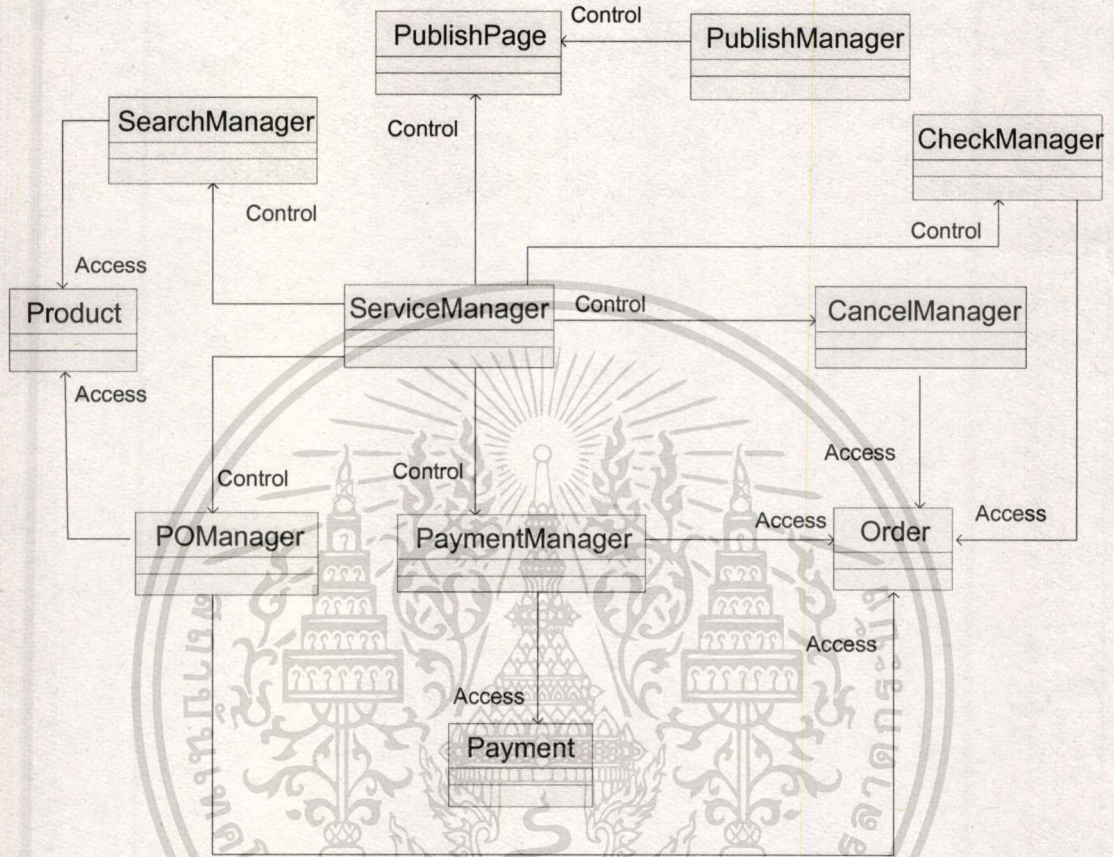 Control
PublishPage
PublishManager
SearchManager
Control
CheckManager
Control
Control
Access
Product
ServiceManager
Control
CancelManager
Access
Control
Control
Access
POManager
PaymentManager
Access
Order
Access
Access
Access
Payment